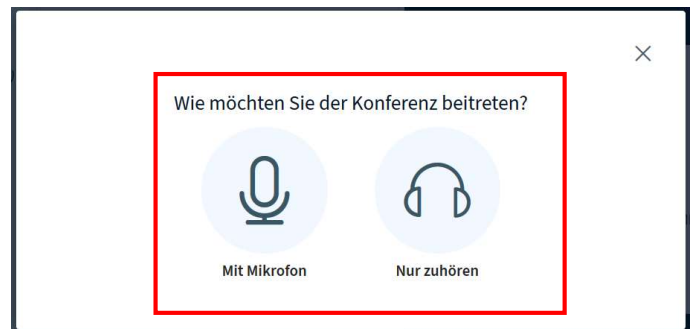 Wie möchten Sie der Konferenz beitreten?
Mit Mikrofon
Nur zuhören